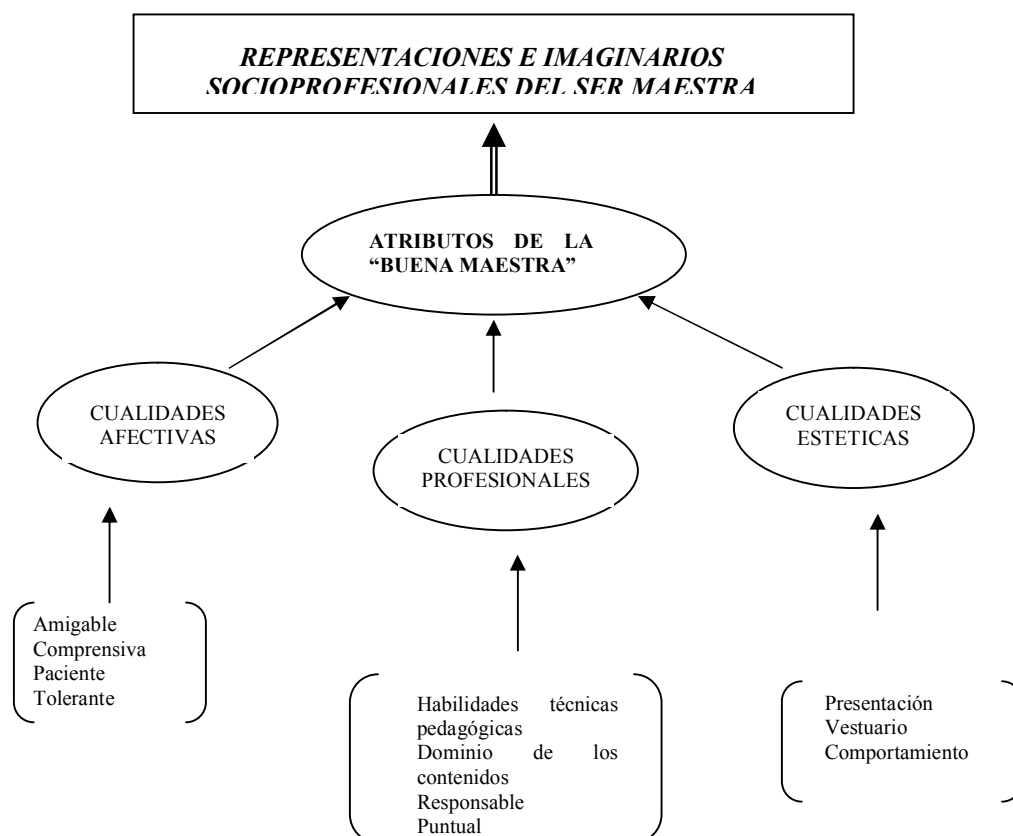 REPRESENTACIONES E IMAGINARIOS
SOCIOPROFESIONALES DEL SER MAESTRA
ATRIBUTOS DE LA
“BUENA MAESTRA”
CUALIDADES
AFECTIVAS
CUALIDADES
PROFESIONALES
CUALIDADES
ESTETICAS
Amigable
Comprensiva
Paciente
Tolerante
Habilidades técnicas
pedagógicas
Dominio de los
contenidos
Responsable
Puntual
Presentación
Vestuario
Comportamiento